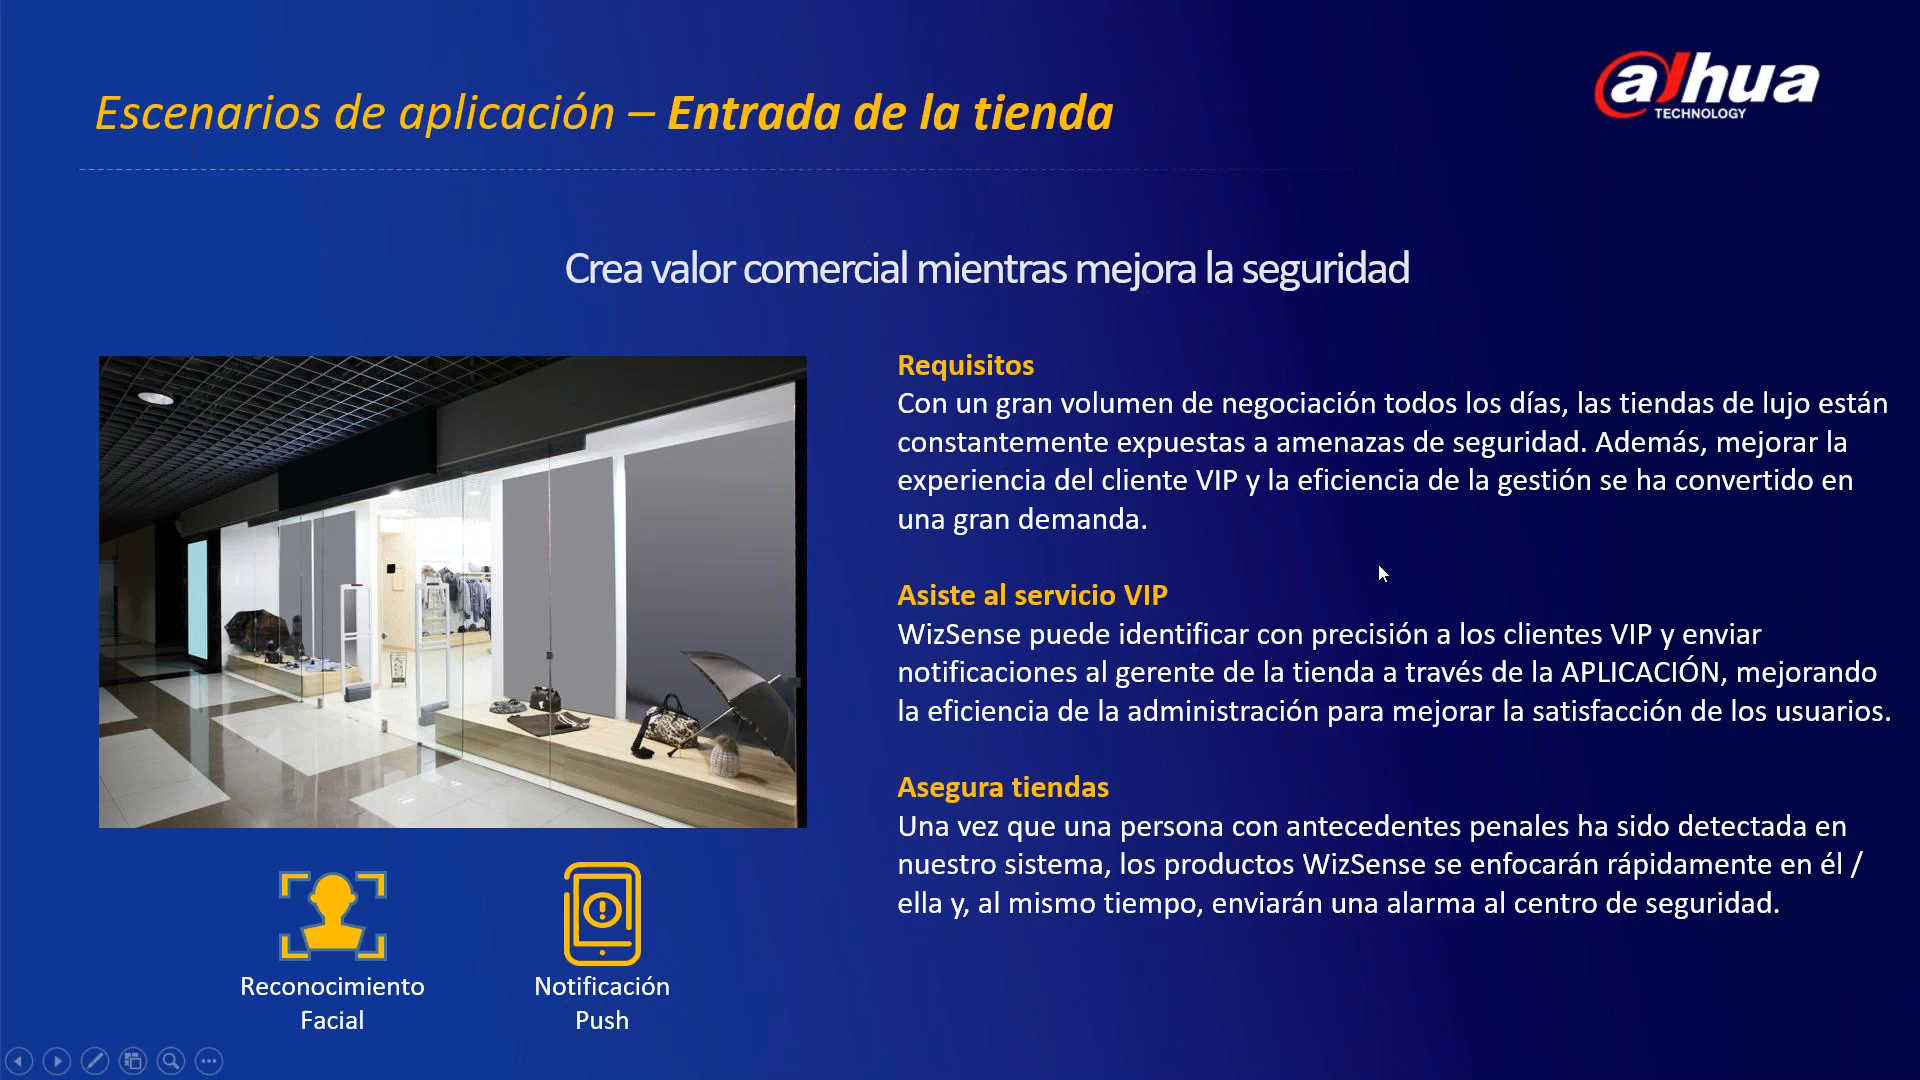 alhua
TECHNOLOGY
Escenarios de aplicación – Entrada de la tienda
Crea valor comercial mientras mejora la seguridad
Requisitos
Con un gran volumen de negociación todos los días, las tiendas de lujo están
constantemente expuestas a amenazas de seguridad. Además, mejorar la
experiencia del cliente VIP y la eficiencia de la gestión se ha convertido en
una gran demanda.
Asiste al servicio VIP
WizSense puede identificar con precisión a los clientes VIP y enviar
notificaciones al gerente de la tienda a través de la APLICACIÓN, mejorando
la eficiencia de la administración para mejorar la satisfacción de los usuarios.
Asegura tiendas
Una vez que una persona con antecedentes penales ha sido detectada en
nuestro sistema, los productos WizSense se enfocarán rápidamente en él /
ella y, al mismo tiempo, enviarán una alarma al centro de seguridad.
Reconocimiento
Facial
Notificación
Push